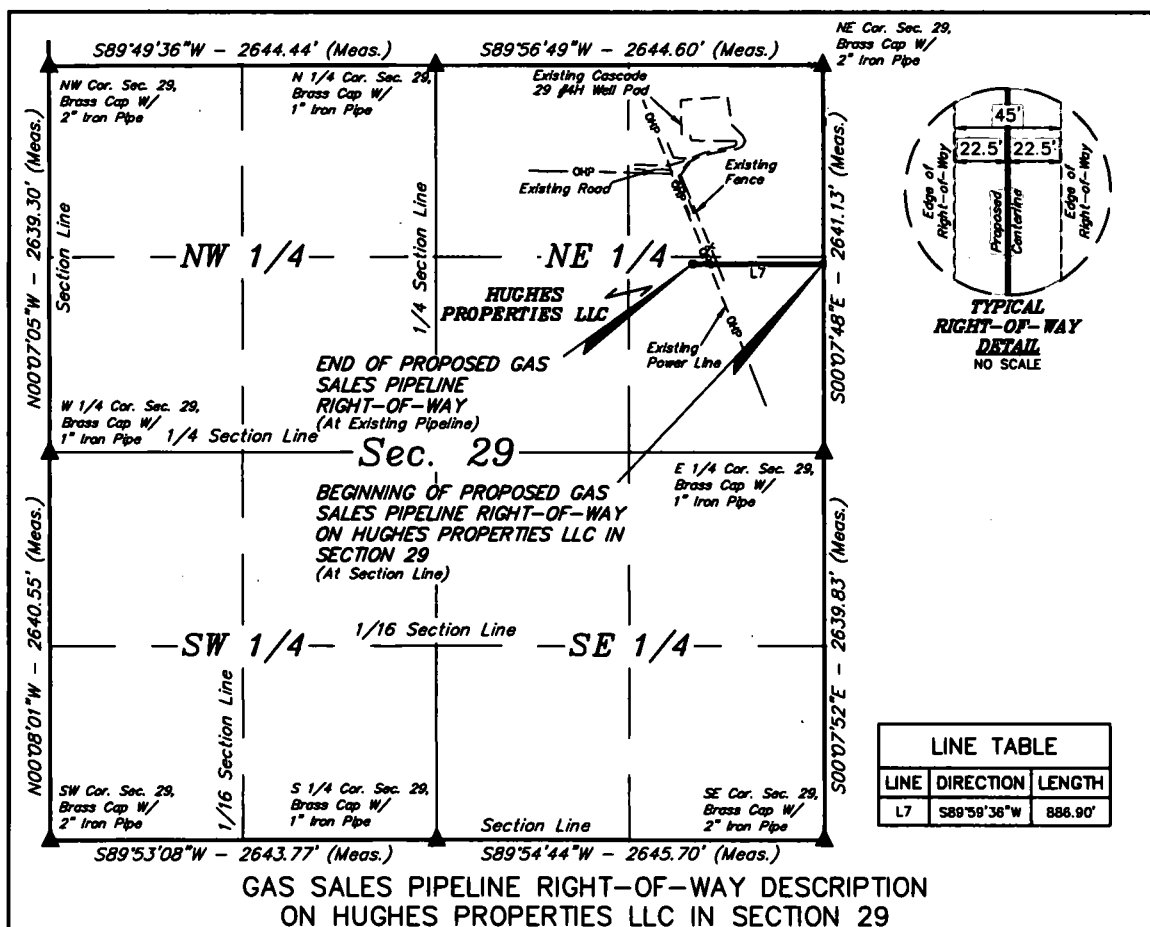 S89°49'36"W - 2644.44' (Meas.)
S89°56'49"W - 2644.60' (Meas.)
NE Cor. Sec. 29,
Brass Cap W/
2" Iron Pipe
NW Cor. Sec. 29,
Brass Cap W/
2" Iron Pipe
N 1/4 Cor. Sec. 29,
Brass Cap W/
1" Iron Pipe
Existing Cascade
29 #4H Well Pad
OHP
OHP
Existing Road
Existing
Fence
OHP
OHP
N00°07'05"W - 2639.30' (Meas.)
Section Line
1/4 Section Line
S00°07'48"E - 2641.13' (Meas.)
NW 1/4
NE 1/4
L7
HUGHES
PROPERTIES LLC
OHP
Existing
Power Line
END OF PROPOSED GAS
SALES PIPELINE
RIGHT-OF-WAY
(At Existing Pipeline)
45'
22.5'
22.5'
Edge of
Right-of-Way
Proposed
Centerline
Edge of
Right-of-Way
TYPICAL
RIGHT-OF-WAY
DETAIL
NO SCALE
W 1/4 Cor. Sec. 29,
Brass Cap W/
1" Iron Pipe
1/4 Section Line
Sec. 29
E 1/4 Cor. Sec. 29,
Brass Cap W/
1" Iron Pipe
BEGINNING OF PROPOSED GAS
SALES PIPELINE RIGHT-OF-WAY
ON HUGHES PROPERTIES LLC IN
SECTION 29
(At Section Line)
N00°08'01"W - 2640.55' (Meas.)
S00°07'52"E - 2639.83' (Meas.)
SW 1/4
1/16 Section Line
SE 1/4
1/16 Section Line
SW Cor. Sec. 29,
Brass Cap W/
2" Iron Pipe
S 1/4 Cor. Sec. 29,
Brass Cap W/
1" Iron Pipe
Section Line
SE Cor. Sec. 29,
Brass Cap W/
2" Iron Pipe
S89°53'08"W - 2643.77' (Meas.)
S89°54'44"W - 2645.70' (Meas.)
LINE TABLE
LINE DIRECTION LENGTH
L7 S89°59'36"W 886.90'
GAS SALES PIPELINE RIGHT-OF-WAY DESCRIPTION
ON HUGHES PROPERTIES LLC IN SECTION 29